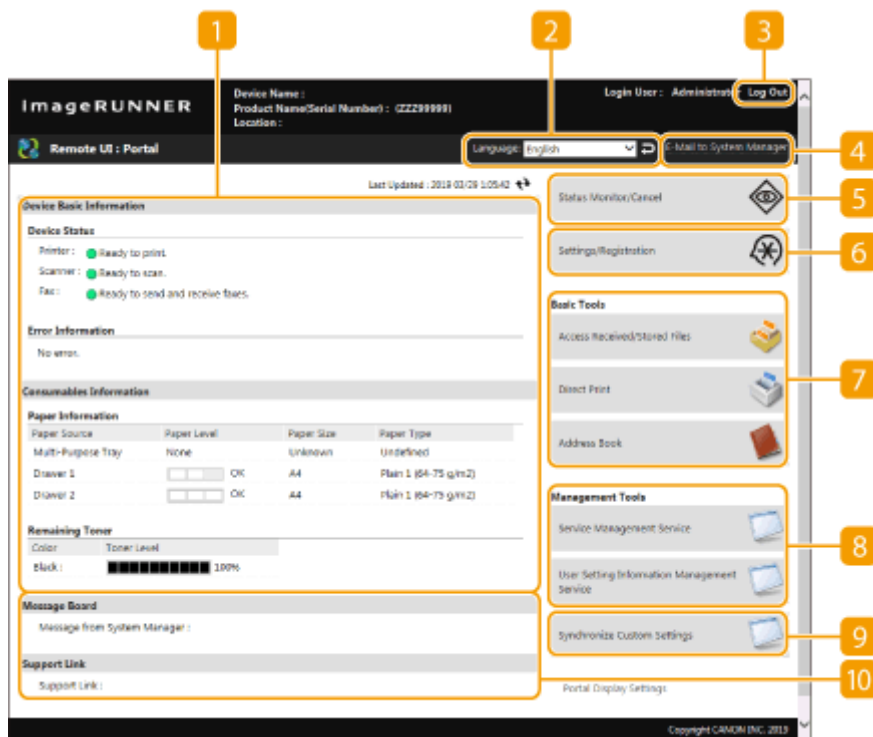 1
2
3
imageRUNNER
Device Name :
Product Name(Serial Number) : (ZZZ99999)
Location :
Login User : Administrator Log Out
Remote UI : Portal
Language: English
E-Mail to System Manager
4
Last Updated : 2019 03/29 1:05:42
Device Basic Information
Device Status
Printer : Ready to print.
Scanner : Ready to scan.
Fax : Ready to send and receive faxes.
Error Information
No error.
Consumables Information
Paper Information
Paper Source Paper Level Paper Size Paper Type
Multi-Purpose Tray None Unknown Undefined
Drawer 1 OK A4 Plain 1 (64-75 g/m2)
Drawer 2 OK A4 Plain 1 (64-75 g/m2)
Remaining Toner
Color Toner Level
Black : 100%
Message Board
Message from System Manager :
Support Link
Support Link :
Status Monitor/Cancel
5
Settings/Registration
6
Basic Tools
Access Received/Stored Files
Direct Print
7
Address Book
Management Tools
Service Management Service
8
User Setting Information Management
Service
Synchronize Custom Settings
9
10
Portal Display Settings
Copyright CANON INC. 2019